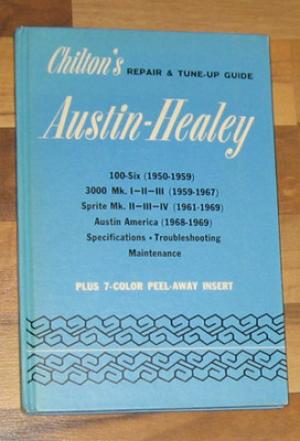 Chilton's REPAIR & TUNE-UP GUIDE
Austin-Healey
100-Six (1950-1959)
3000 Mk. I-II-III (1959-1967)
Sprite Mk. II-III-IV (1961-1969)
Austin America (1968-1969)
Specifications • Troubleshooting
Maintenance
PLUS 7-COLOR PEEL-AWAY INSERT